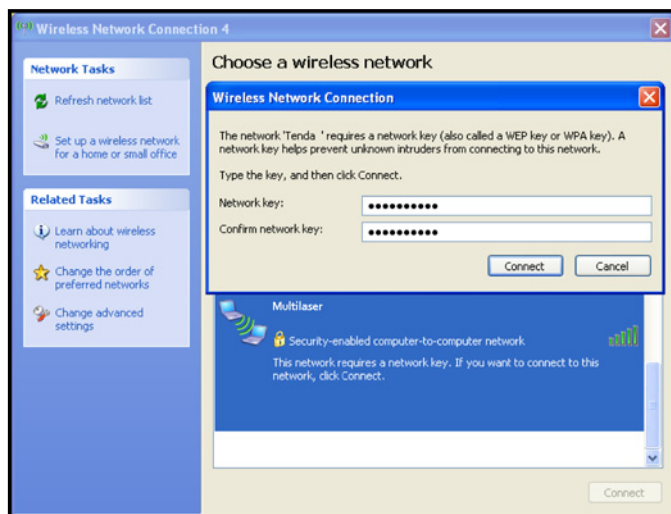 Wireless Network Connection 4
Network Tasks
Refresh network list
Set up a wireless network
for a home or small office
Related Tasks
Learn about wireless
networking
Change the order of
preferred networks
Change advanced
settings
Choose a wireless network
Wireless Network Connection
The network 'Tenda ' requires a network key (also called a WEP key or WPA key). A
network key helps prevent unknown intruders from connecting to this network.
Type the key, and then click Connect.
Network key: ••••••••••
Confirm network key: ••••••••••
Connect Cancel
Multilaser
Security-enabled computer-to-computer network
This network requires a network key. If you want to connect to this
network, click Connect.
Connect